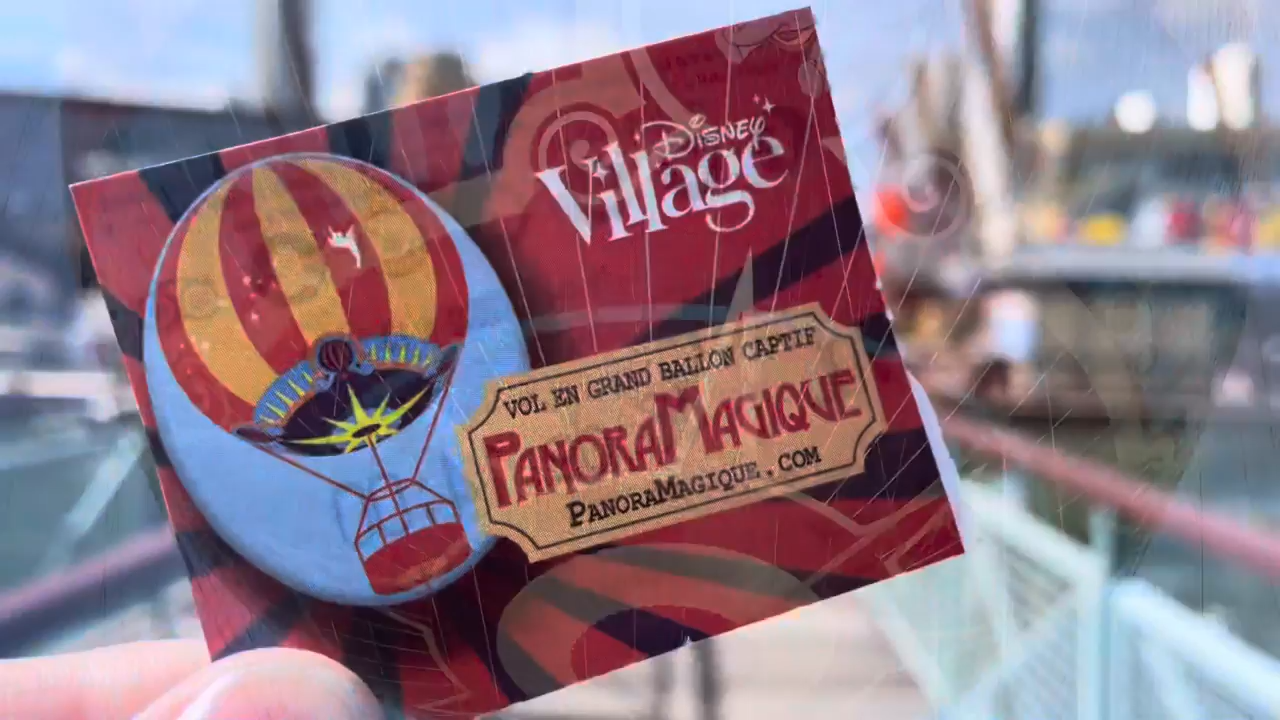 Disney
Village
VOL EN GRAND BALLON CAPTIF
PANORAMAGIQUE
PANORAMAGIQUE.COM